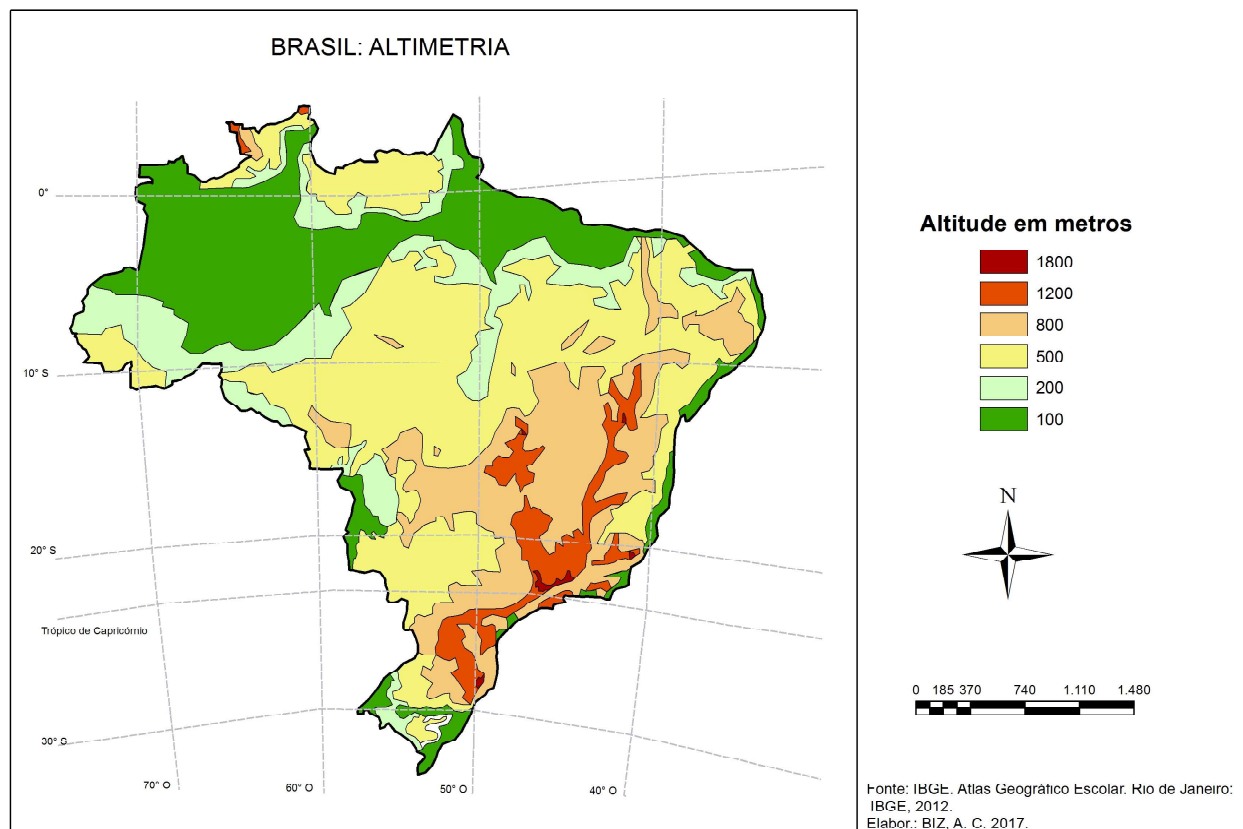 BRASIL: ALTIMETRIA
0°
10° S
20° S
Trópico de Capricórnio
30° O
70° O
60° O
50° O
40° O
Altitude em metros
1800
1200
800
500
200
100
N
0 185 370 740 1.110 1.480
Fonte: IBGE. Atlas Geográfico Escolar. Rio de Janeiro:
IBGE, 2012.
Elabor.: BIZ, A. C. 2017.